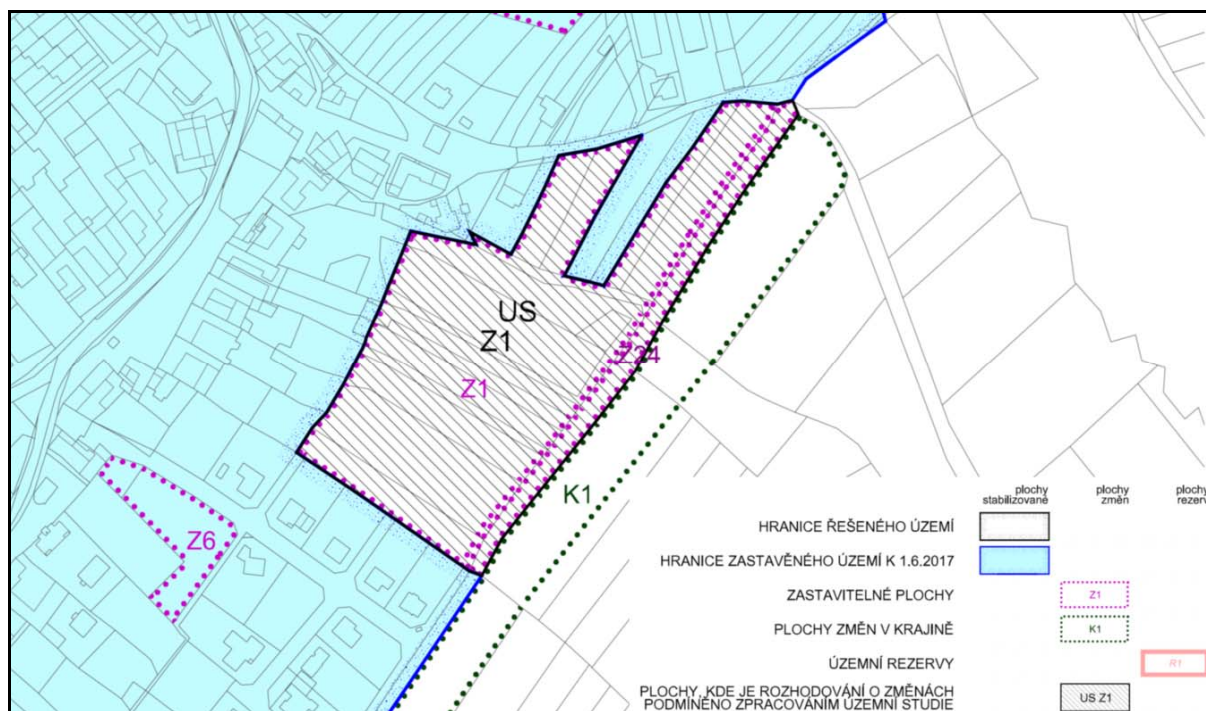 US
Z1
Z24
Z1
K1
Z6
plochy stabilizované
plochy změn
plochy rezerv
HRANICE ŘEŠENÉHO ÚZEMÍ
HRANICE ZASTAVĚNÉHO ÚZEMÍ K 1.6.2017
ZASTAVITELNÉ PLOCHY
Z1
PLOCHY ZMĚN V KRAJINĚ
K1
ÚZEMNÍ REZERVY
R1
PLOCHY, KDE JE ROZHODOVÁNÍ O ZMĚNÁCH
PODMÍNĚNO ZPRACOVÁNÍM ÚZEMNÍ STUDIE
US Z1